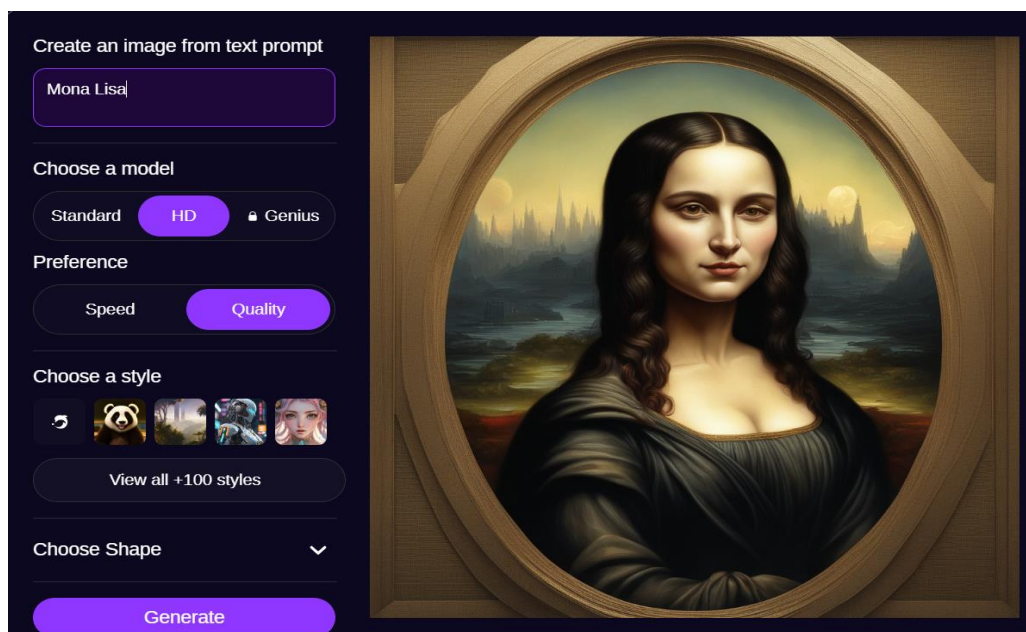 Create an image from text prompt
Mona Lisa
Choose a model
Standard HD Genius
Preference
Speed Quality
Choose a style
View all +100 styles
Choose Shape
Generate